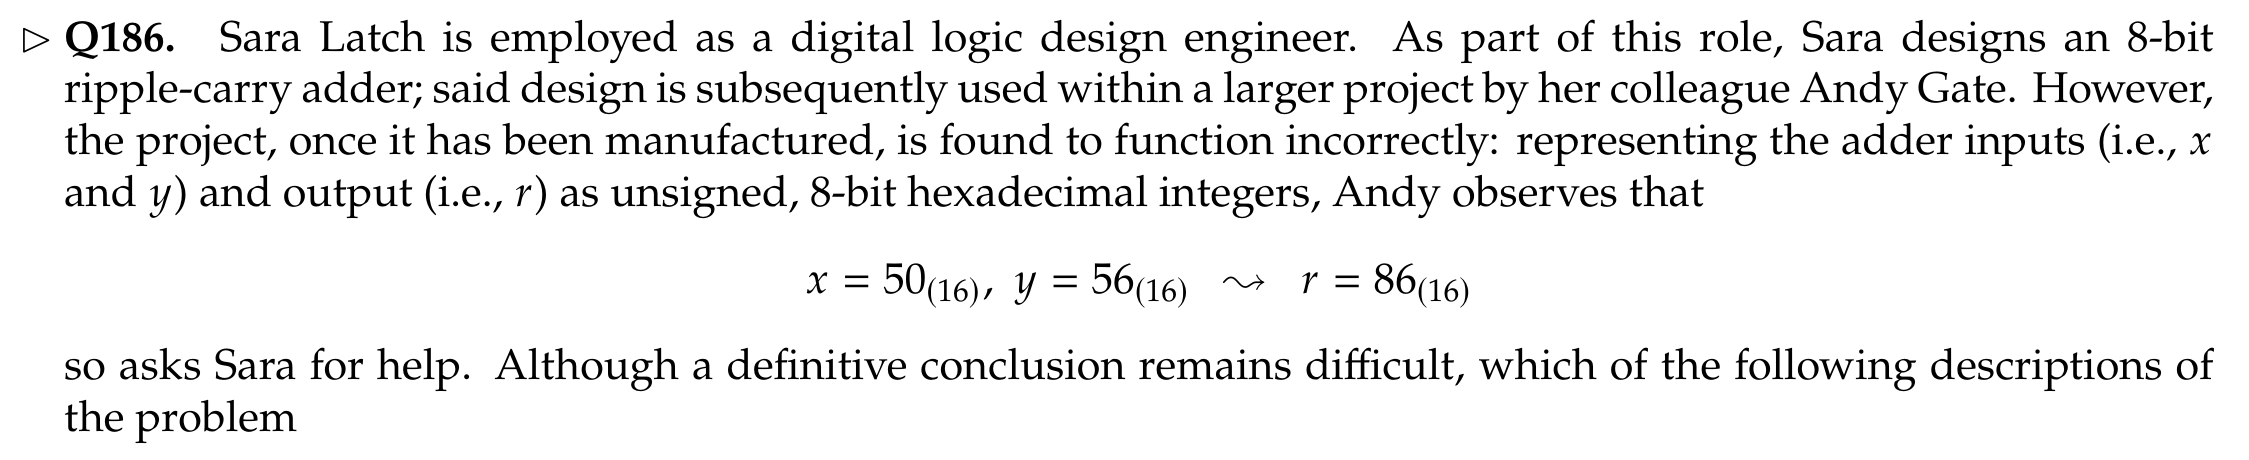 ▷ Q186. Sara Latch is employed as a digital logic design engineer. As part of this role, Sara designs an 8-bit
ripple-carry adder; said design is subsequently used within a larger project by her colleague Andy Gate. However,
the project, once it has been manufactured, is found to function incorrectly: representing the adder inputs (i.e., x
and y) and output (i.e., r) as unsigned, 8-bit hexadecimal integers, Andy observes that
x = 50₍₁₆₎, y = 56₍₁₆₎ ⇝ r = 86₍₁₆₎
so asks Sara for help. Although a definitive conclusion remains difficult, which of the following descriptions of
the problem